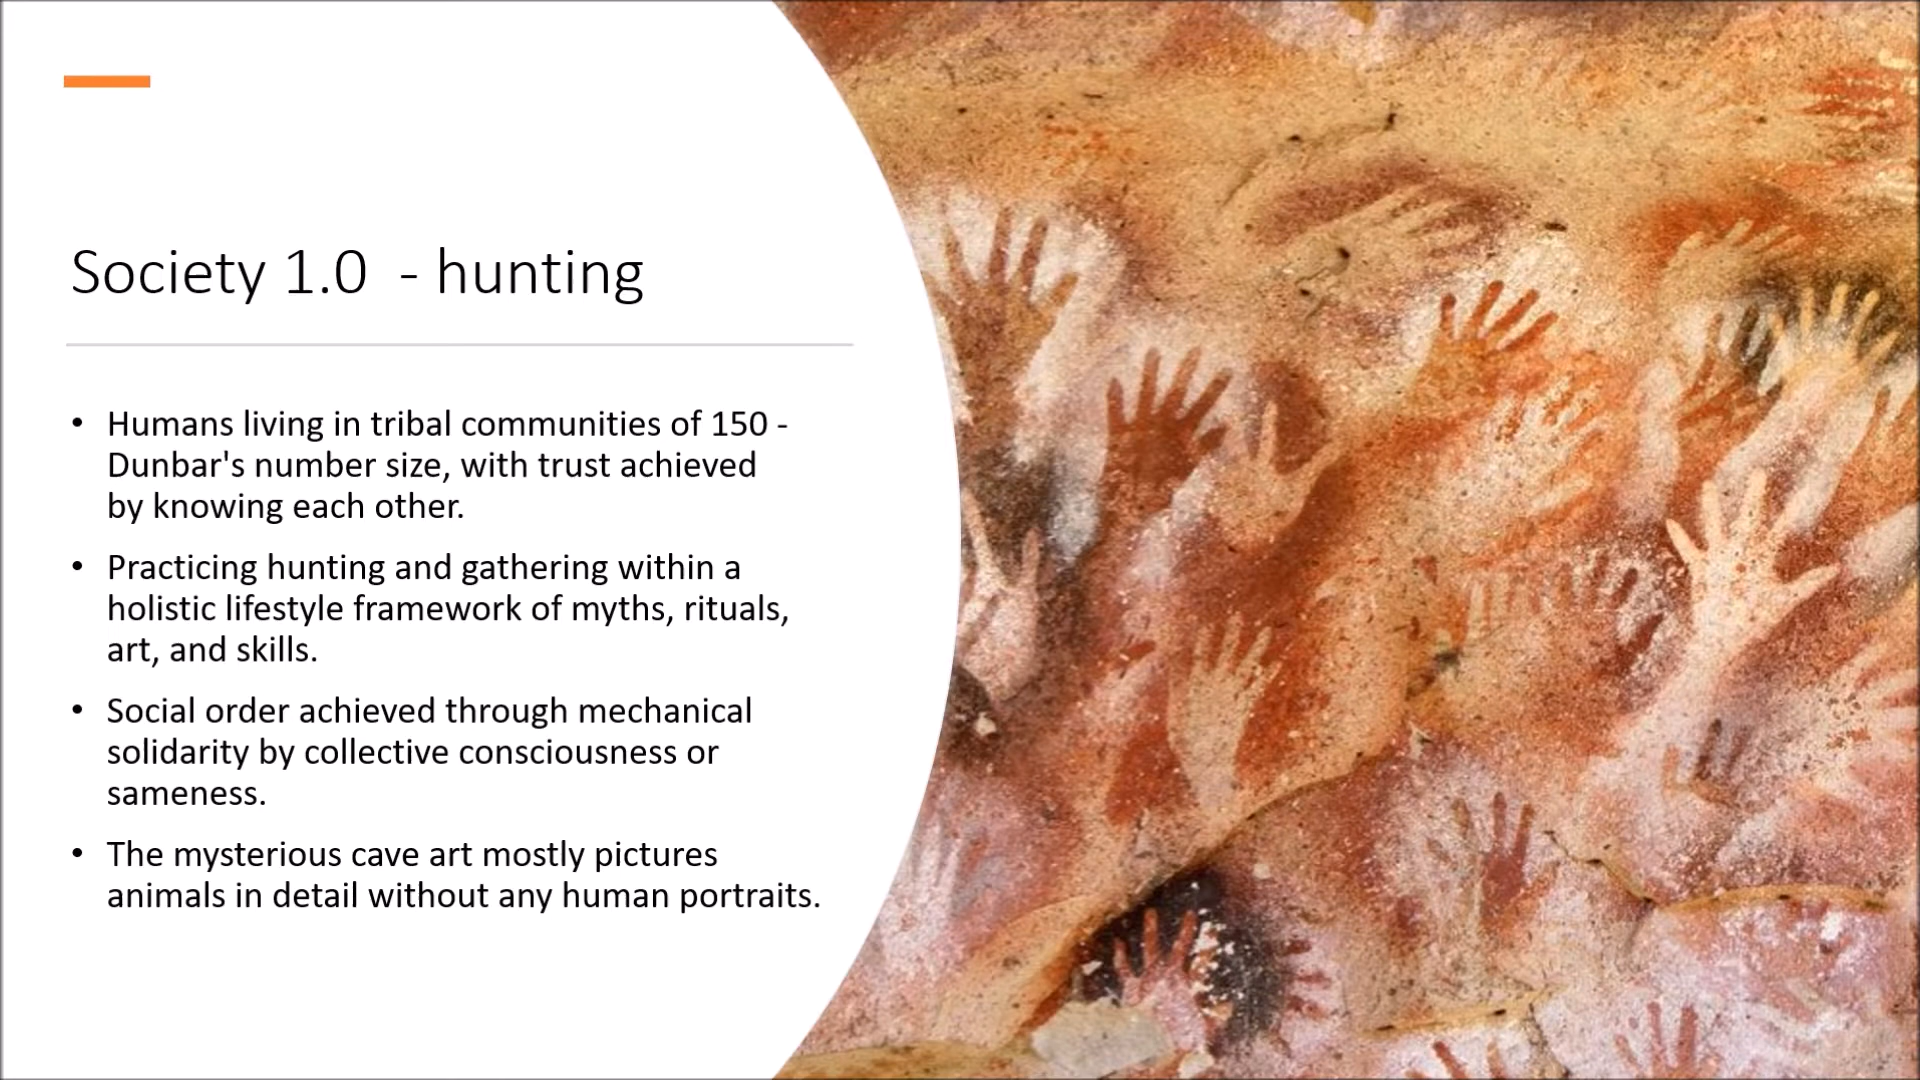 Society 1.0  - hunting
• Humans living in tribal communities of 150 -
Dunbar's number size, with trust achieved
by knowing each other.
• Practicing hunting and gathering within a
holistic lifestyle framework of myths, rituals,
art, and skills.
• Social order achieved through mechanical
solidarity by collective consciousness or
sameness.
• The mysterious cave art mostly pictures
animals in detail without any human portraits.